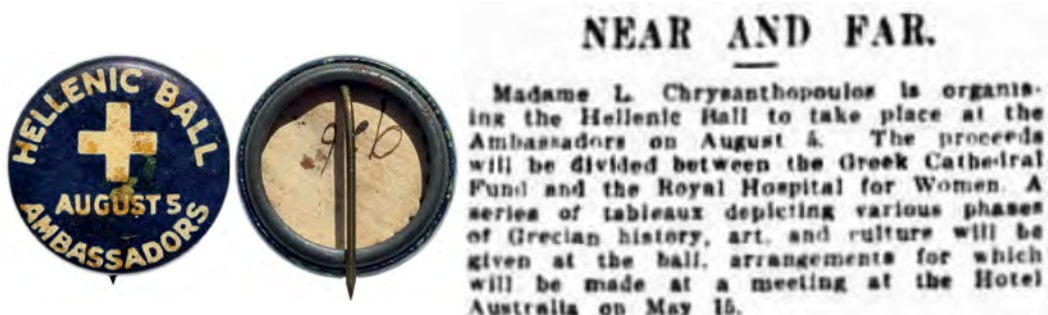 HELLENIC BALL
AUGUST 5
AMBASSADORS
NEAR AND FAR.
Madame L. Chrysanthopoulos is organis-
ing the Hellenic Ball to take place at the
Ambassadors on August 5. The proceeds
will be divided between the Greek Cathedral
Fund and the Royal Hospital for Women. A
series of tableaux depicting various phases
of Grecian history, art, and culture will be
given at the ball, arrangements for which
will be made at a meeting at the Hotel
Australia on May 15.